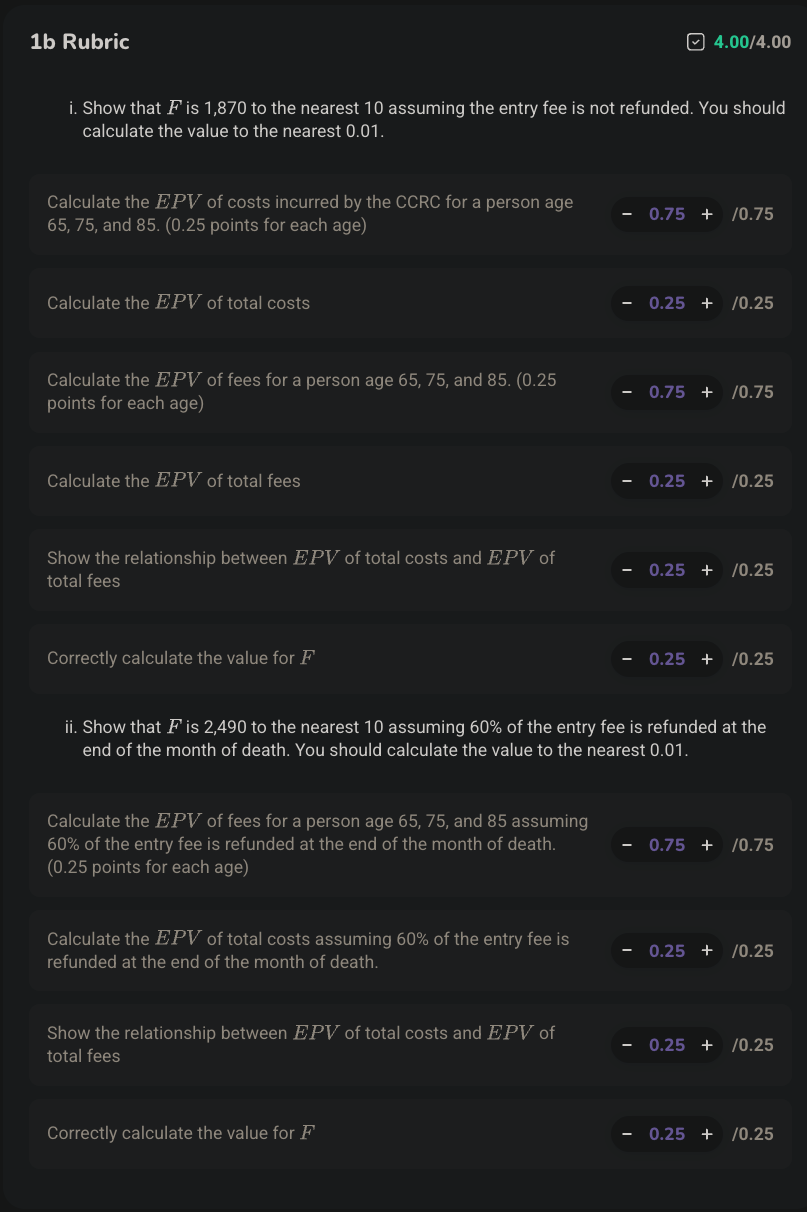 1b Rubric
4.00/4.00
i. Show that F is 1,870 to the nearest 10 assuming the entry fee is not refunded. You should
calculate the value to the nearest 0.01.
Calculate the EPV of costs incurred by the CCRC for a person age
65, 75, and 85. (0.25 points for each age)
− 0.75 + /0.75
Calculate the EPV of total costs
− 0.25 + /0.25
Calculate the EPV of fees for a person age 65, 75, and 85. (0.25
points for each age)
− 0.75 + /0.75
Calculate the EPV of total fees
− 0.25 + /0.25
Show the relationship between EPV of total costs and EPV of
total fees
− 0.25 + /0.25
Correctly calculate the value for F
− 0.25 + /0.25
ii. Show that F is 2,490 to the nearest 10 assuming 60% of the entry fee is refunded at the
end of the month of death. You should calculate the value to the nearest 0.01.
Calculate the EPV of fees for a person age 65, 75, and 85 assuming
60% of the entry fee is refunded at the end of the month of death.
(0.25 points for each age)
− 0.75 + /0.75
Calculate the EPV of total costs assuming 60% of the entry fee is
refunded at the end of the month of death.
− 0.25 + /0.25
Show the relationship between EPV of total costs and EPV of
total fees
− 0.25 + /0.25
Correctly calculate the value for F
− 0.25 + /0.25